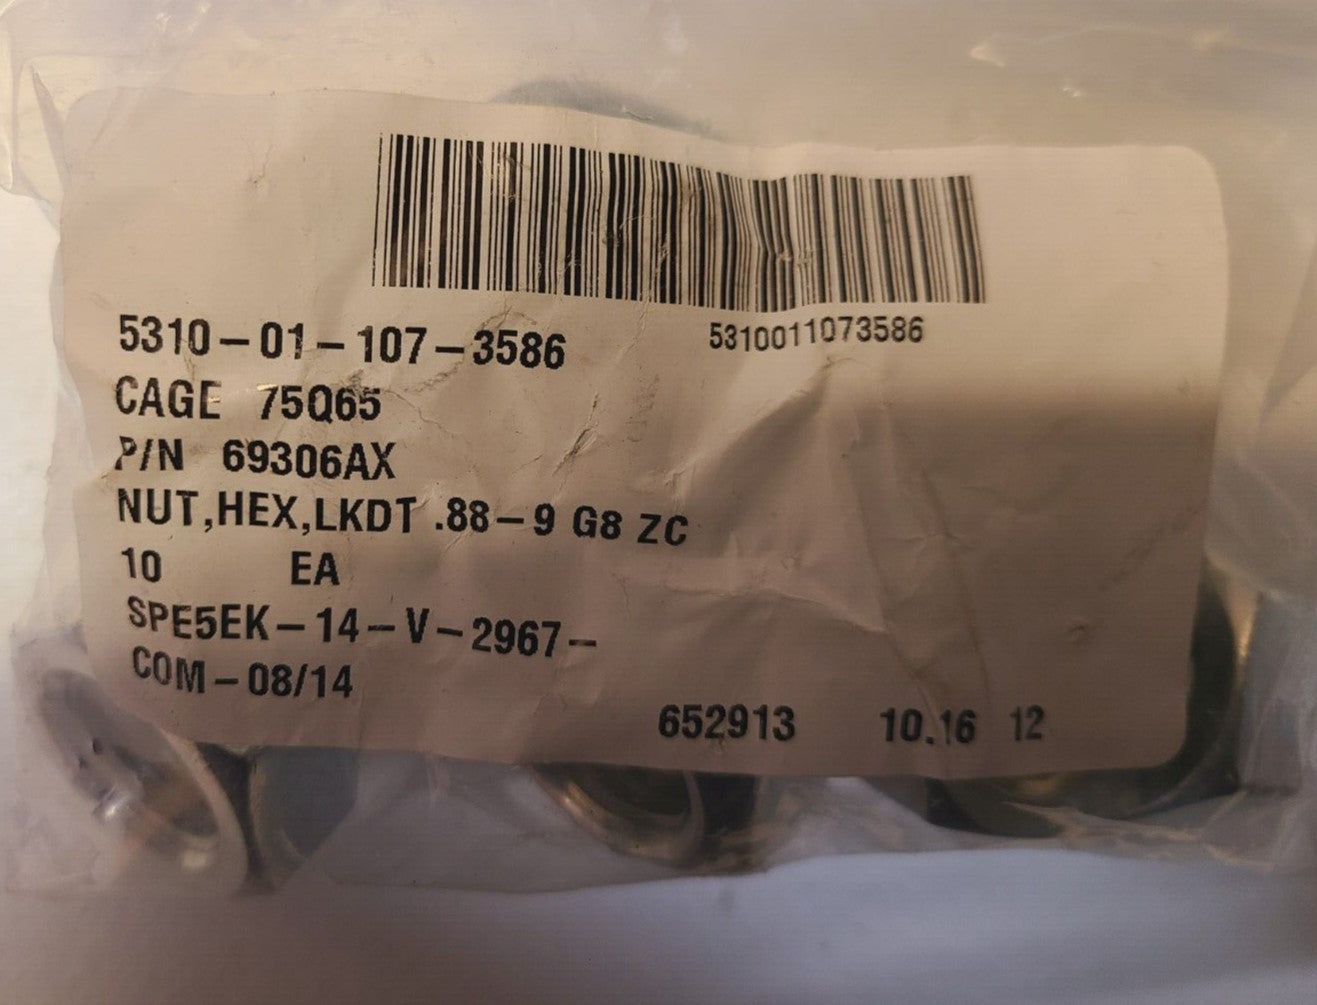 5310011073586
5310-01-107-3586
CAGE 75Q65
P/N 69306AX
NUT,HEX,LKDT .88-9 G8 ZC
10 EA
SPE5EK-14-V-2967-
COM-08/14
652913 10.16 12